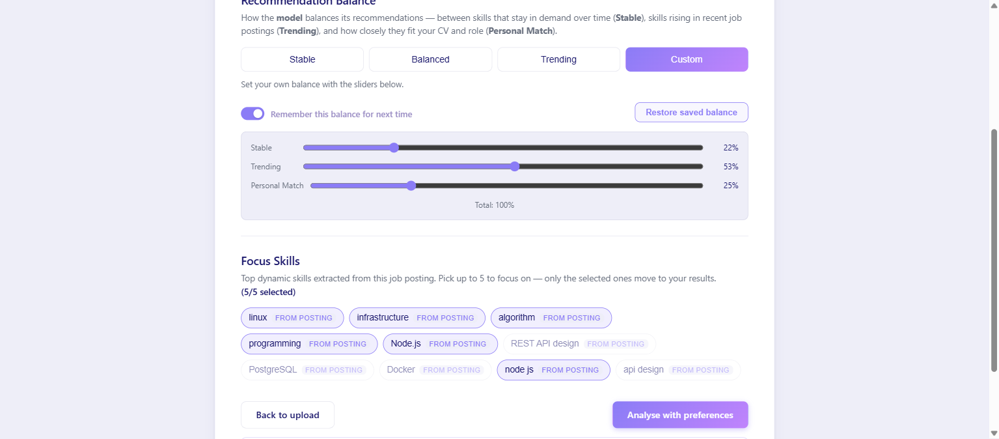 Recommendation Balance
How the model balances its recommendations — between skills that stay in demand over time (Stable), skills rising in recent job
postings (Trending), and how closely they fit your CV and role (Personal Match).
Stable Balanced Trending Custom
Set your own balance with the sliders below.
Remember this balance for next time Restore saved balance
Stable 22%
Trending 53%
Personal Match 25%
Total: 100%
Focus Skills
Top dynamic skills extracted from this job posting. Pick up to 5 to focus on — only the selected ones move to your results.
(5/5 selected)
linux FROM POSTING infrastructure FROM POSTING algorithm FROM POSTING
programming FROM POSTING Node.js FROM POSTING REST API design FROM POSTING
PostgreSQL FROM POSTING Docker FROM POSTING node js FROM POSTING api design FROM POSTING
Back to upload Analyse with preferences